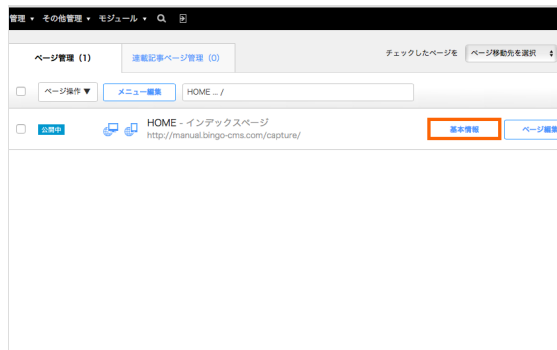 管理 ▼ その他管理 ▼ モジュール ▼
ページ管理（1） 連載記事ページ管理（0） チェックしたページを ページ移動先を選択
ページ操作 ▼ メニュー編集 HOME ... /
公開中 HOME - インデックスページ 基本情報 ページ編集
http://manual.bingo-cms.com/capture/